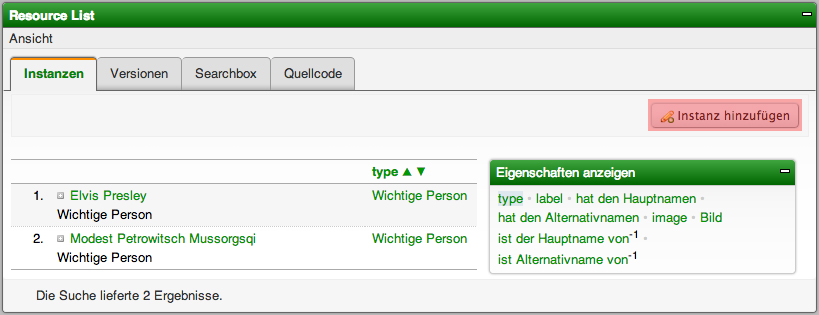 Resource List
Ansicht
Instanzen Versionen Searchbox Quellcode
Instanz hinzufügen
type ▲ ▼
1. Elvis Presley Wichtige Person
Wichtige Person
2. Modest Petrowitsch Mussorgsqi Wichtige Person
Wichtige Person
Eigenschaften anzeigen
type • label • hat den Hauptnamen •
hat den Alternativnamen • image • Bild
ist der Hauptname von-1 •
ist Alternativname von-1
Die Suche lieferte 2 Ergebnisse.